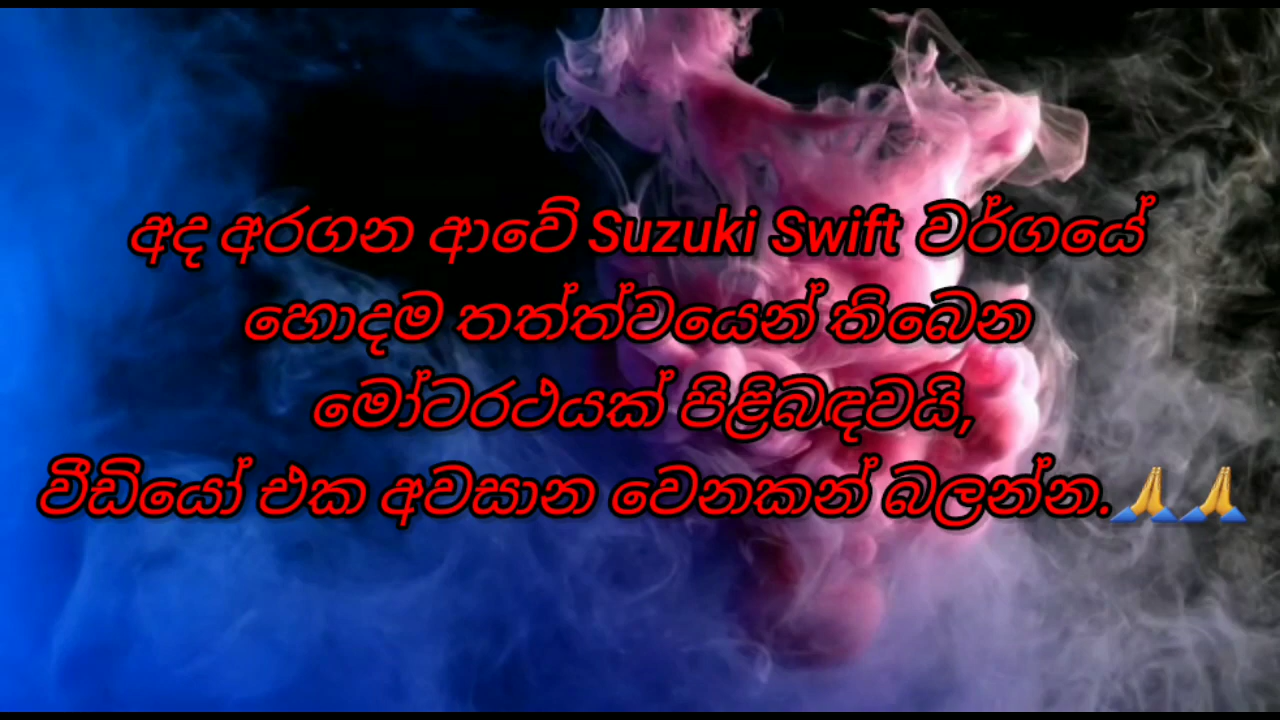 අද අරගන ආවේ Suzuki Swift වර්ගයේ
හොදම තත්ත්වයෙන් තිබෙන
මෝටරථයක් පිළිබඳවයි,
වීඩියෝ එක අවසාන වෙනකන් බලන්න.🙏🙏